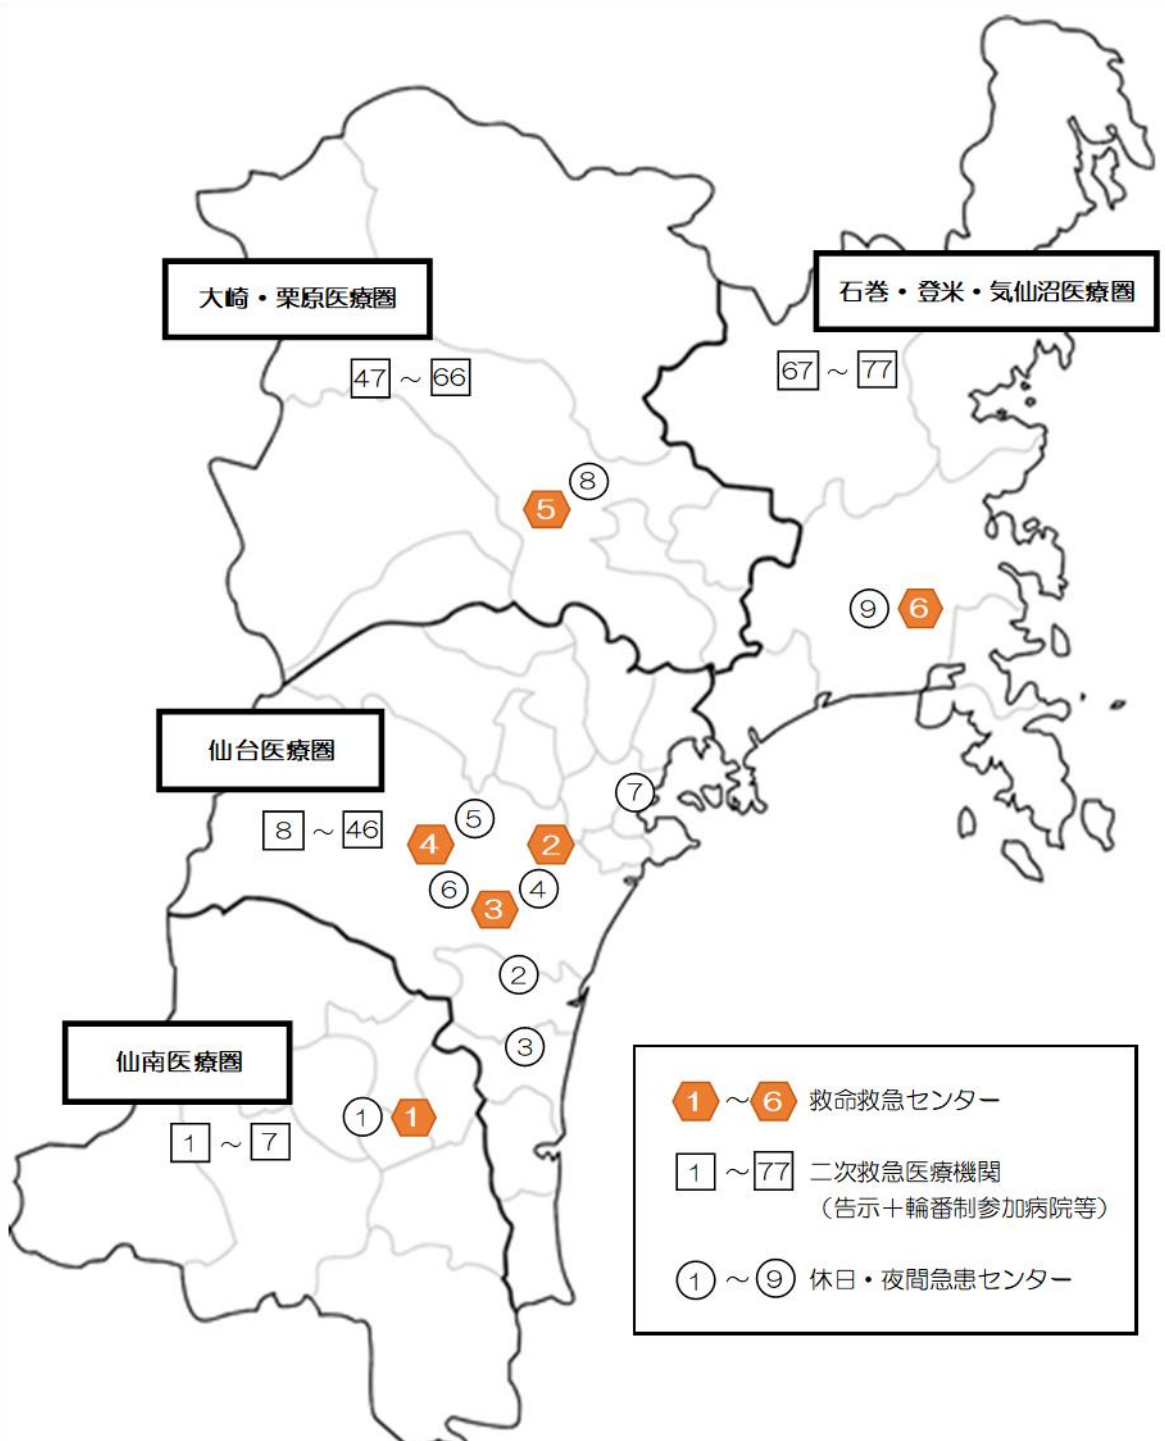 大崎・栗原医療圏
石巻・登米・気仙沼医療圏
47 ～ 66
67 ～ 77
8
5
9
6
仙台医療圏
7
5
8 ～ 46
4
2
6
4
3
2
3
仙南医療圏
1
1
1 ～ 7
1 ～ 6 救命救急センター
1 ～ 77 二次救急医療機関
（告示＋輪番制参加病院等）
① ～ ⑨ 休日・夜間急患センター